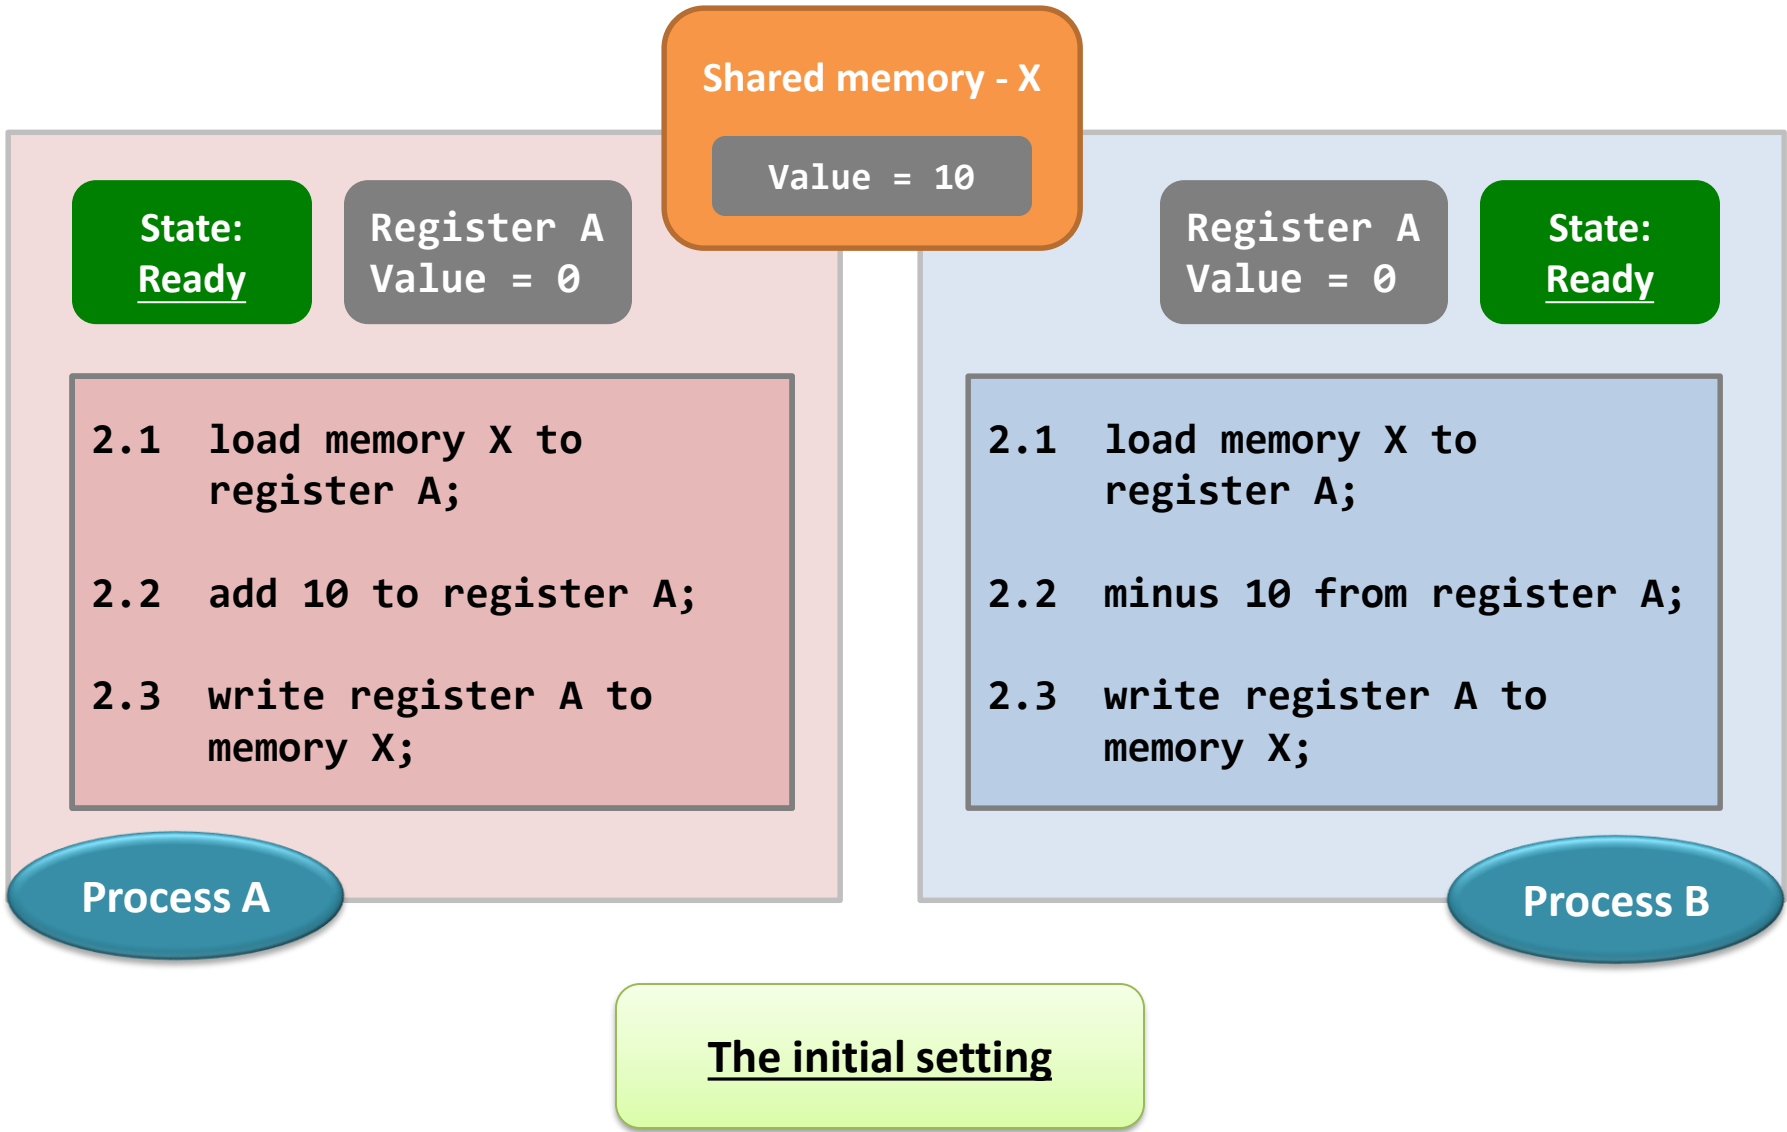 Shared memory - X
Value = 10
State:
Ready
Register A
Value = 0
2.1 load memory X to
register A;
2.2 add 10 to register A;
2.3 write register A to
memory X;
Process A
Register A
Value = 0
State:
Ready
2.1 load memory X to
register A;
2.2 minus 10 from register A;
2.3 write register A to
memory X;
Process B
The initial setting